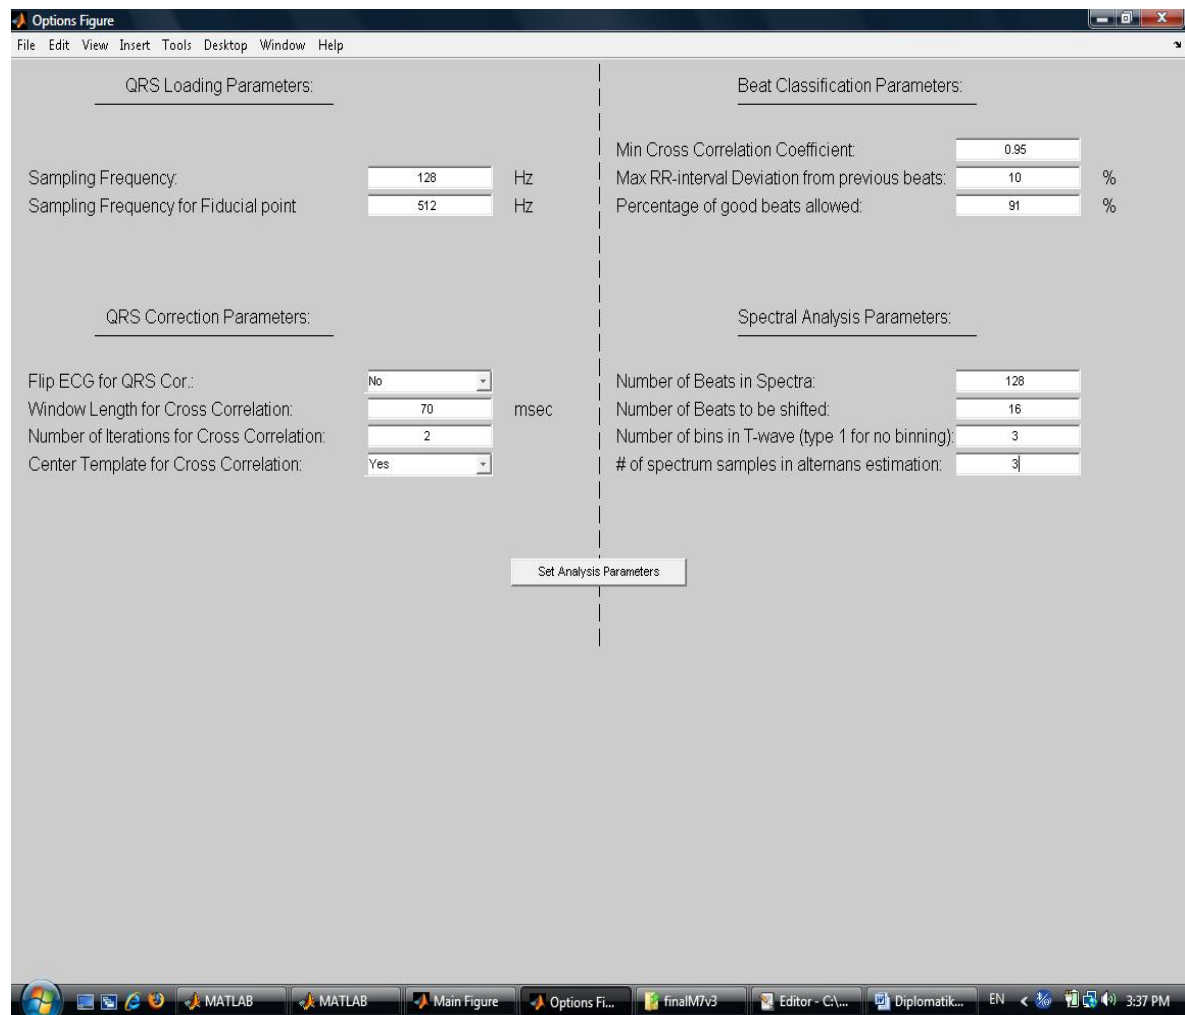 Options Figure
File Edit View Insert Tools Desktop Window Help
QRS Loading Parameters:
Sampling Frequency: 128 Hz
Sampling Frequency for Fiducial point 512 Hz
QRS Correction Parameters:
Flip ECG for QRS Cor.: No
Window Length for Cross Correlation: 70 msec
Number of Iterations for Cross Correlation: 2
Center Template for Cross Correlation: Yes
Beat Classification Parameters:
Min Cross Correlation Coefficient: 0.95
Max RR-interval Deviation from previous beats: 10 %
Percentage of good beats allowed: 91 %
Spectral Analysis Parameters:
Number of Beats in Spectra: 128
Number of Beats to be shifted: 16
Number of bins in T-wave (type 1 for no binning): 3
# of spectrum samples in alternans estimation: 3
Set Analysis Parameters
MATLAB MATLAB Main Figure Options Fi... finalM7v3 Editor - C:\... Diplomatik... EN 3:37 PM